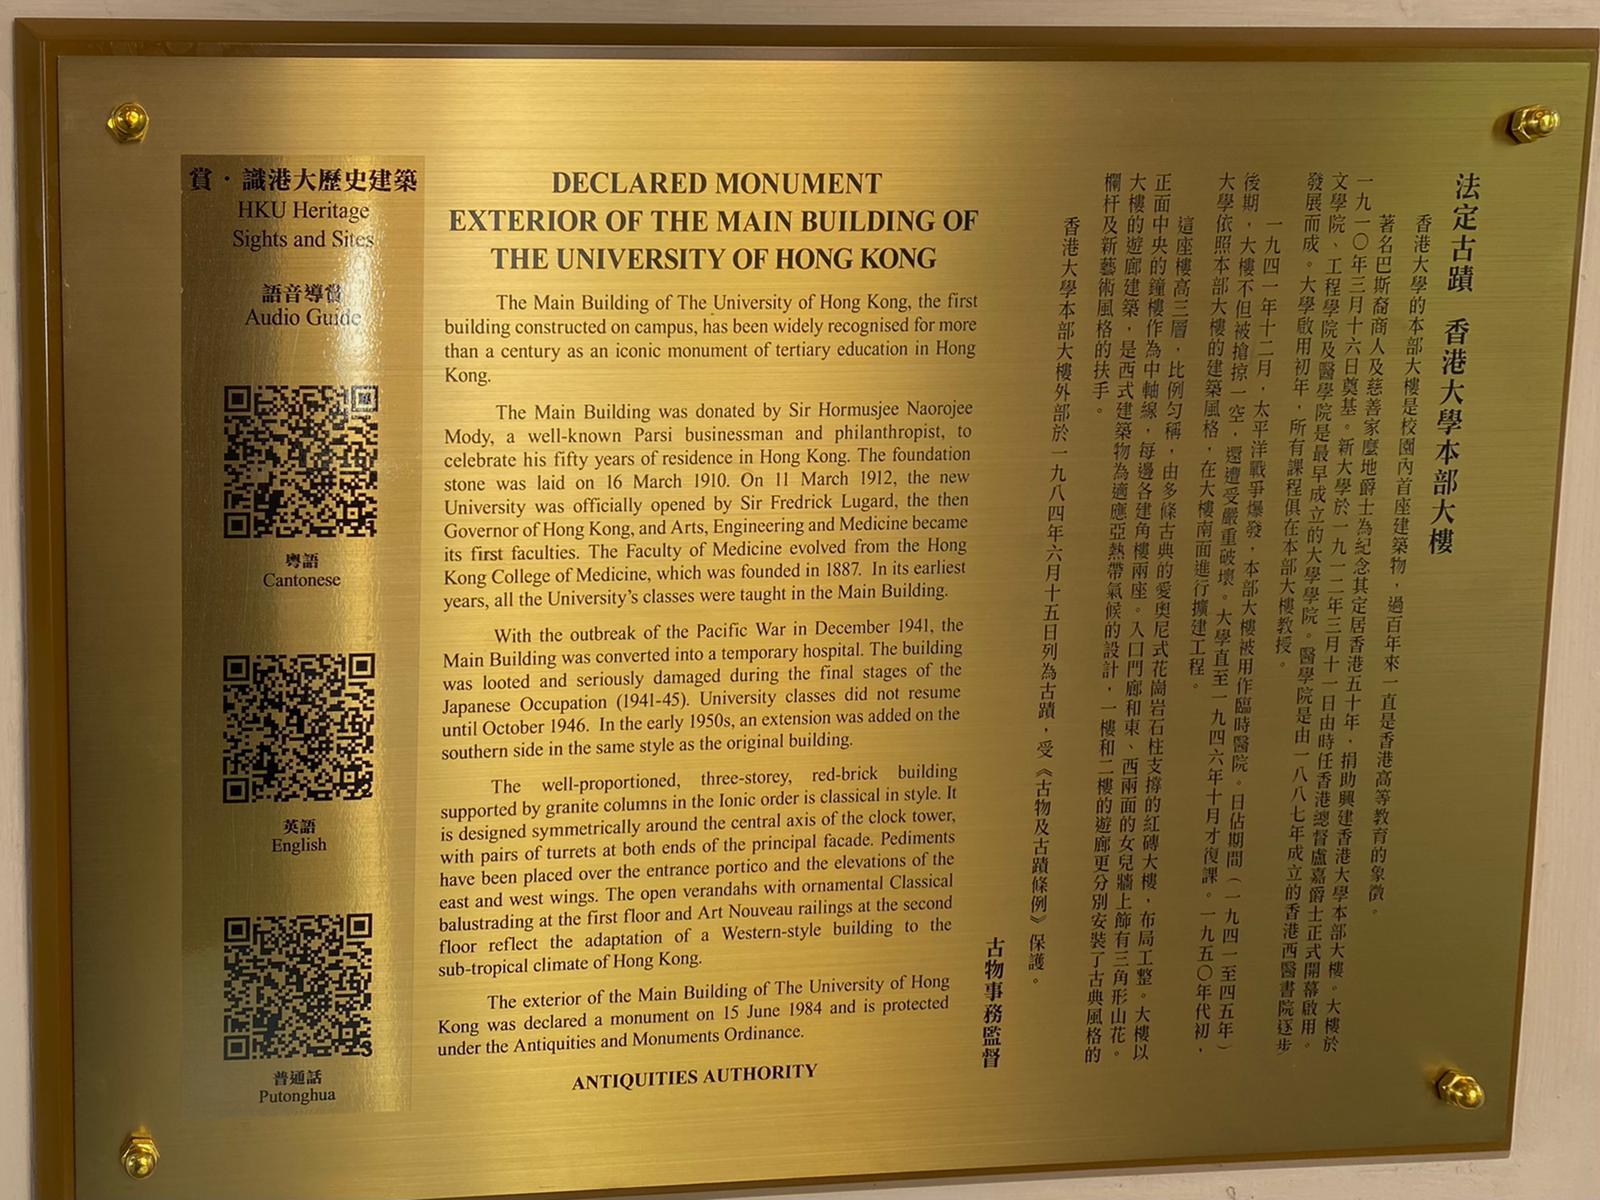 賞．識港大歷史建築
HKU Heritage
Sights and Sites
語音導賞
Audio Guide
粵語
Cantonese
英語
English
3
普通話
Putonghua
DECLARED MONUMENT
EXTERIOR OF THE MAIN BUILDING OF
THE UNIVERSITY OF HONG KONG
The Main Building of The University of Hong Kong, the first
building constructed on campus, has been widely recognised for more
than a century as an iconic monument of tertiary education in Hong
Kong.
The Main Building was donated by Sir Hormusjee Naorojee
Mody, a well-known Parsi businessman and philanthropist, to
celebrate his fifty years of residence in Hong Kong. The foundation
stone was laid on 16 March 1910. On 11 March 1912, the new
University was officially opened by Sir Fredrick Lugard, the then
Governor of Hong Kong, and Arts, Engineering and Medicine became
its first faculties. The Faculty of Medicine evolved from the Hong
Kong College of Medicine, which was founded in 1887. In its earliest
years, all the University's classes were taught in the Main Building.
With the outbreak of the Pacific War in December 1941, the
Main Building was converted into a temporary hospital. The building
was looted and seriously damaged during the final stages of the
Japanese Occupation (1941-45). University classes did not resume
until October 1946. In the early 1950s, an extension was added on the
southern side in the same style as the original building.
The well-proportioned, three-storey, red-brick building
supported by granite columns in the Ionic order is classical in style. It
is designed symmetrically around the central axis of the clock tower,
with pairs of turrets at both ends of the principal facade. Pediments
have been placed over the entrance portico and the elevations of the
east and west wings. The open verandahs with ornamental Classical
balustrading at the first floor and Art Nouveau railings at the second
floor reflect the adaptation of a Western-style building to the
sub-tropical climate of Hong Kong.
The exterior of the Main Building of The University of Hong
Kong was declared a monument on 15 June 1984 and is protected
under the Antiquities and Monuments Ordinance.
ANTIQUITIES AUTHORITY
法定古蹟 香港大學本部大樓
香港大學的本部大樓是校園內首座建築物，過百年來一直是香港高等教育的象徵。
著名巴斯裔商人及慈善家麼地爵士為紀念其定居香港五十年，捐助興建香港大學本部大樓。大樓於
一九一〇年三月十六日奠基。新大學於一九一二年三月十一日由時任香港總督盧嘉爵士正式開幕啟用。
文學院、工程學院及醫學院是最早成立的大學學院。醫學院是由一八八七年成立的香港西醫書院逐步
發展而成。大學啟用初年，所有課程俱在本部大樓教授。
一九四一年十二月，太平洋戰爭爆發，本部大樓被用作臨時醫院。日佔期間（一九四一至四五年）
後期，大樓不但被搶掠一空，還遭受嚴重破壞。大學直至一九四六年十月才復課。一九五〇年代初，
大學依照本部大樓的建築風格，在大樓南面進行擴建工程。
這座樓高三層，比例勻稱，由多條古典的愛奧尼式花崗岩石柱支撐的紅磚大樓，布局工整。大樓以
正面中央的鐘樓作為中軸線，每邊各建角樓兩座。入口門廊和東、西兩面的女兒牆上飾有三角形山花。
大樓的遊廊建築，是西式建築物為適應亞熱帶氣候的設計，一樓和二樓的遊廊更分別安裝了古典風格的
欄杆及新藝術風格的扶手。
香港大學本部大樓外部於一九八四年六月十五日列為古蹟，受《古物及古蹟條例》保護。
古物事務監督